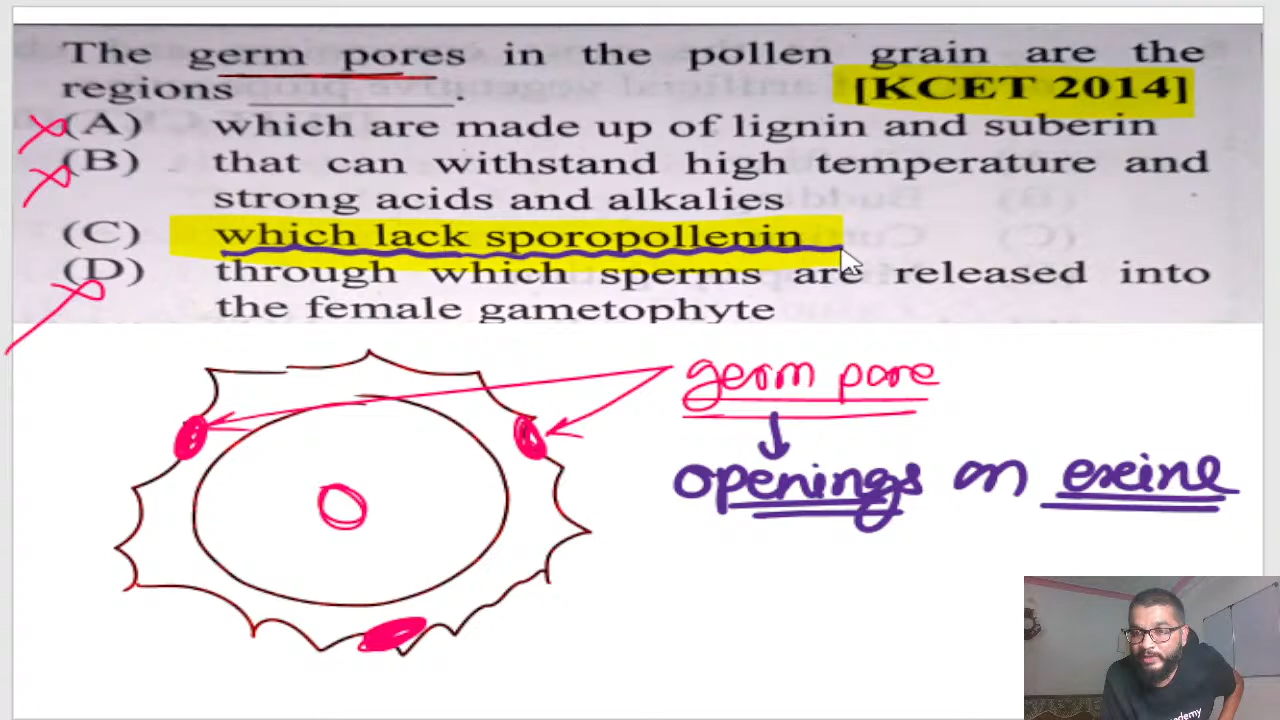 The germ pores in the pollen grain are the
regions ____________. [KCET 2014]
(A) which are made up of lignin and suberin
(B) that can withstand high temperature and
strong acids and alkalies
(C) which lack sporopollenin
(D) through which sperms are released into
the female gametophyte
germ pore
openings on exine